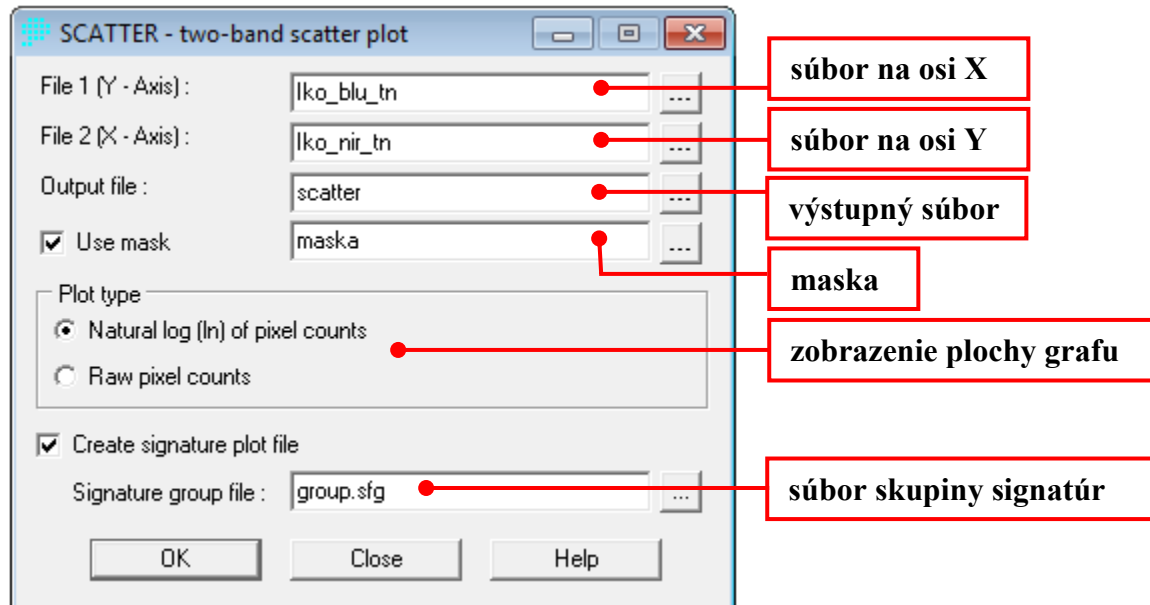 SCATTER - two-band scatter plot
File 1 (Y - Axis) :
Iko_blu_tn
...
súbor na osi X
File 2 (X - Axis) :
Iko_nir_tn
...
súbor na osi Y
Output file :
scatter
...
výstupný súbor
Use mask
maska
...
maska
Plot type
Natural log (ln) of pixel counts
zobrazenie plochy grafu
Raw pixel counts
Create signature plot file
Signature group file :
group.sfg
...
súbor skupiny signatúr
OK
Close
Help